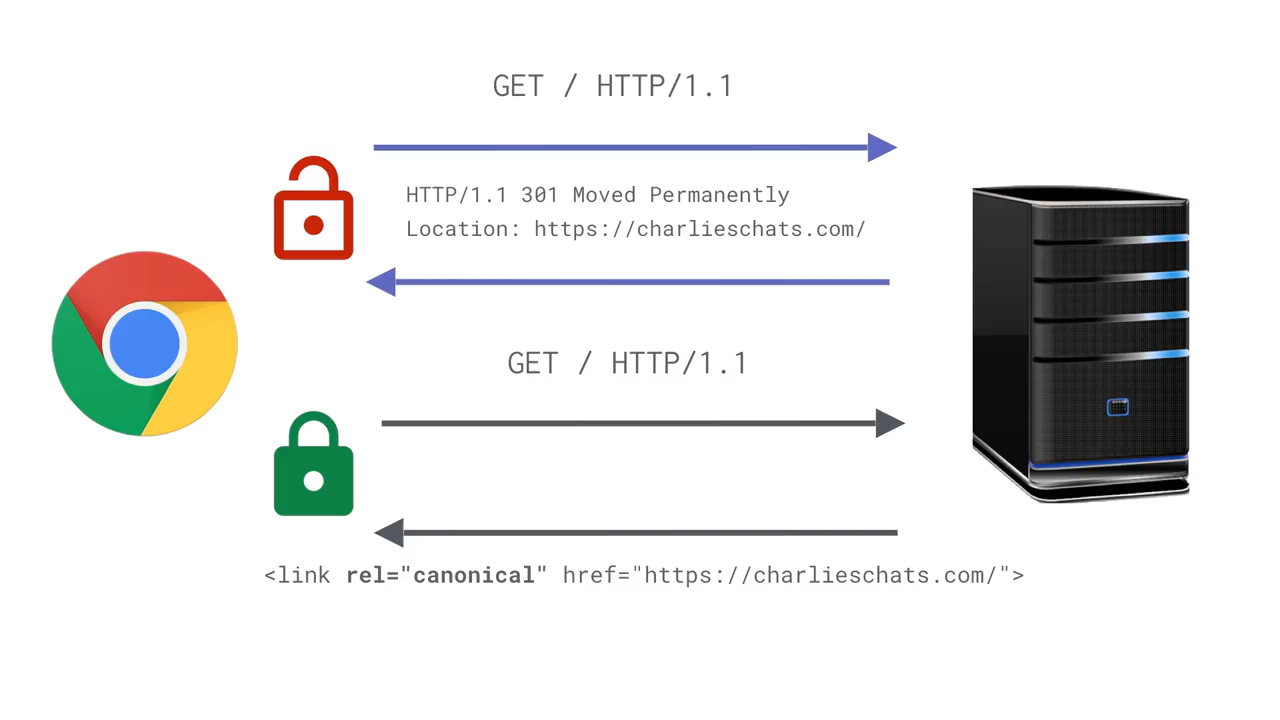 GET / HTTP/1.1
HTTP/1.1 301 Moved Permanently
Location: https://charlieschats.com/
GET / HTTP/1.1
<link rel="canonical" href="https://charlieschats.com/">